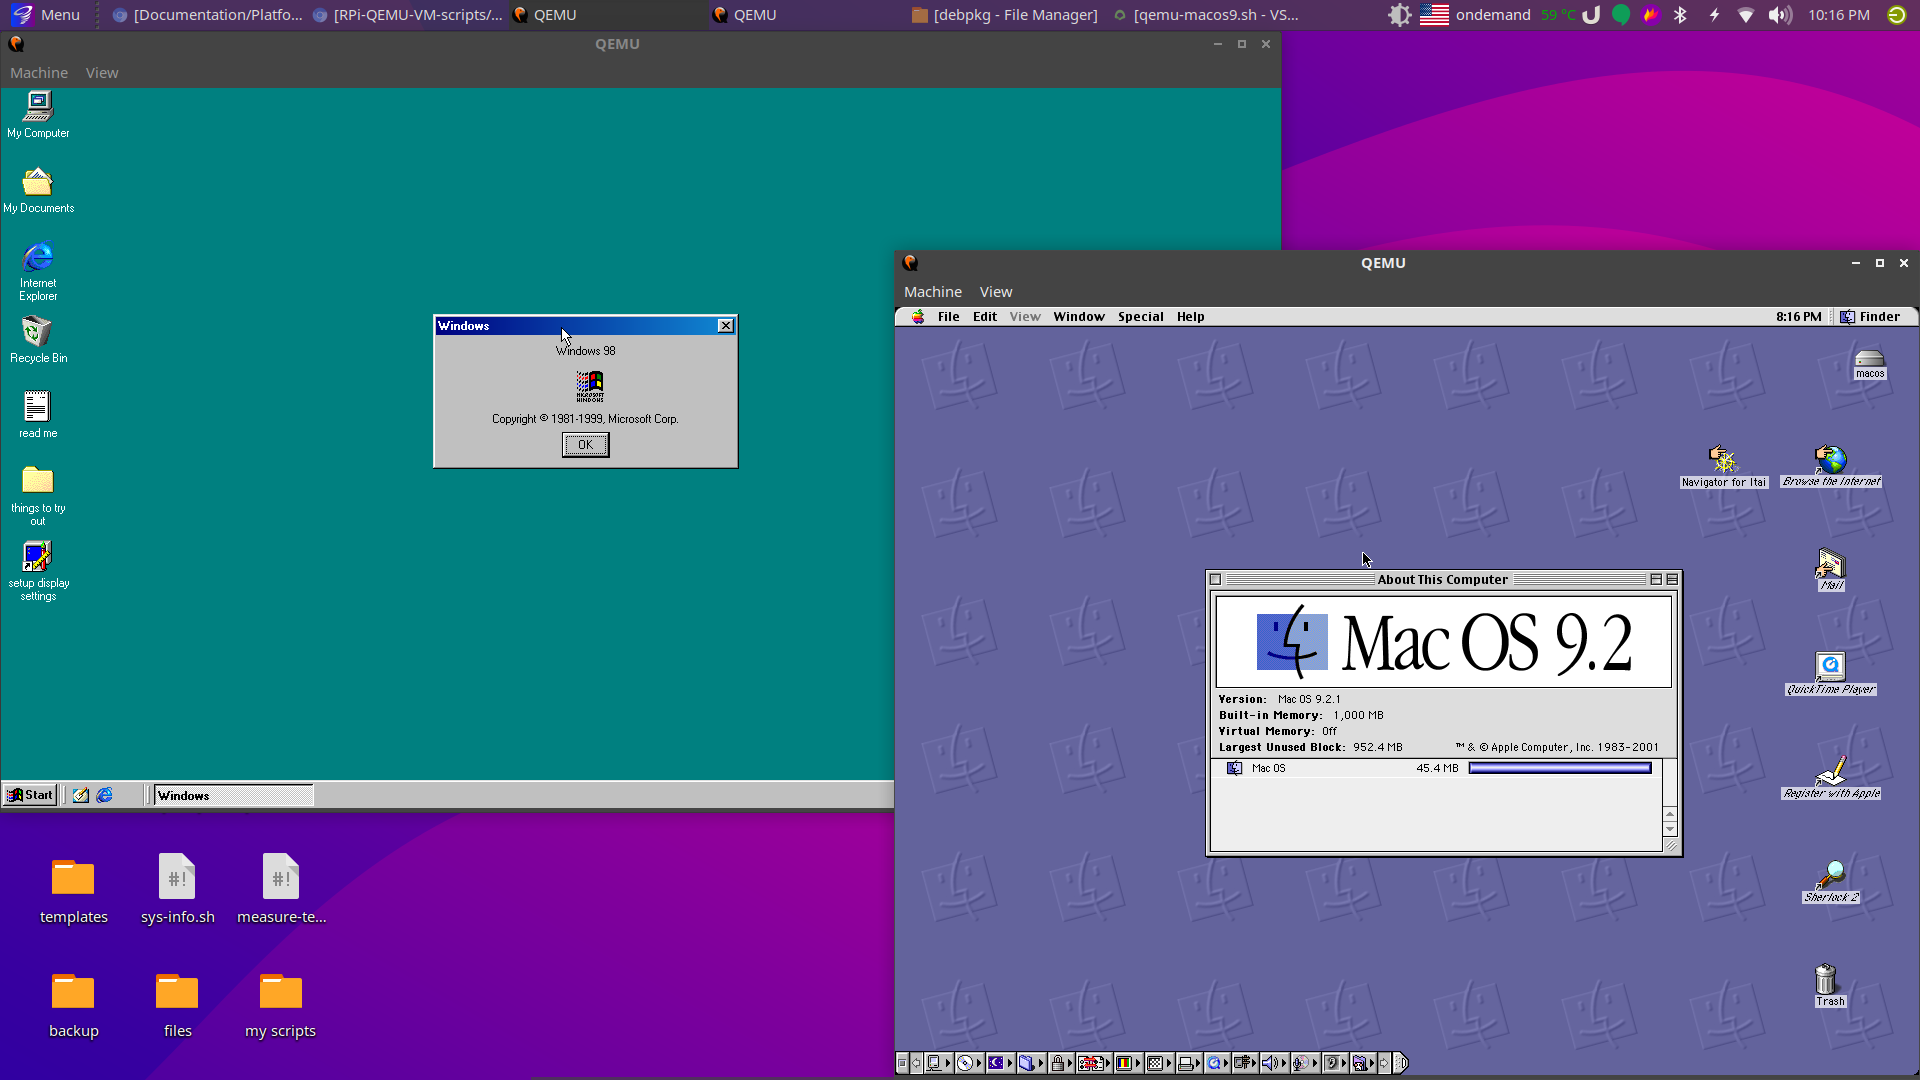 Menu
[Documentation/Platfo...
[RPi-QEMU-VM-scripts/...
QEMU
QEMU
[debpkg - File Manager]
[qemu-macos9.sh - VS...
ondemand
59 °C
10:16 PM
QEMU
Machine View
My Computer
My Documents
Internet
Explorer
Recycle Bin
read me
things to try
out
setup display
settings
Windows
Windows 98
MICROSOFT
WINDOWS
Copyright © 1981-1999, Microsoft Corp.
OK
Start
Windows
templates
sys-info.sh
measure-te...
backup
files
my scripts
QEMU
Machine View
File Edit View Window Special Help
8:16 PM
Finder
macos
Navigator for Itai
Browse the Internet
Mail
QuickTime Player
Register with Apple
Sherlock 2
Trash
About This Computer
Mac OS 9.2
Version: Mac OS 9.2.1
Built-in Memory: 1,000 MB
Virtual Memory: Off
Largest Unused Block: 952.4 MB
™ & © Apple Computer, Inc. 1983-2001
Mac OS 45.4 MB